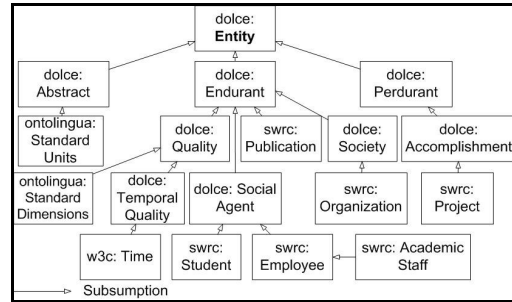 dolce:
Entity
dolce:
Abstract
dolce:
Endurant
dolce:
Perdurant
ontolingua:
Standard
Units
dolce:
Quality
swrc:
Publication
dolce:
Society
dolce:
Accomplishment
ontolingua:
Standard
Dimensions
dolce:
Temporal
Quality
dolce: Social
Agent
swrc:
Organization
swrc:
Project
w3c: Time
swrc:
Student
swrc:
Employee
swrc: Academic
Staff
Subsumption